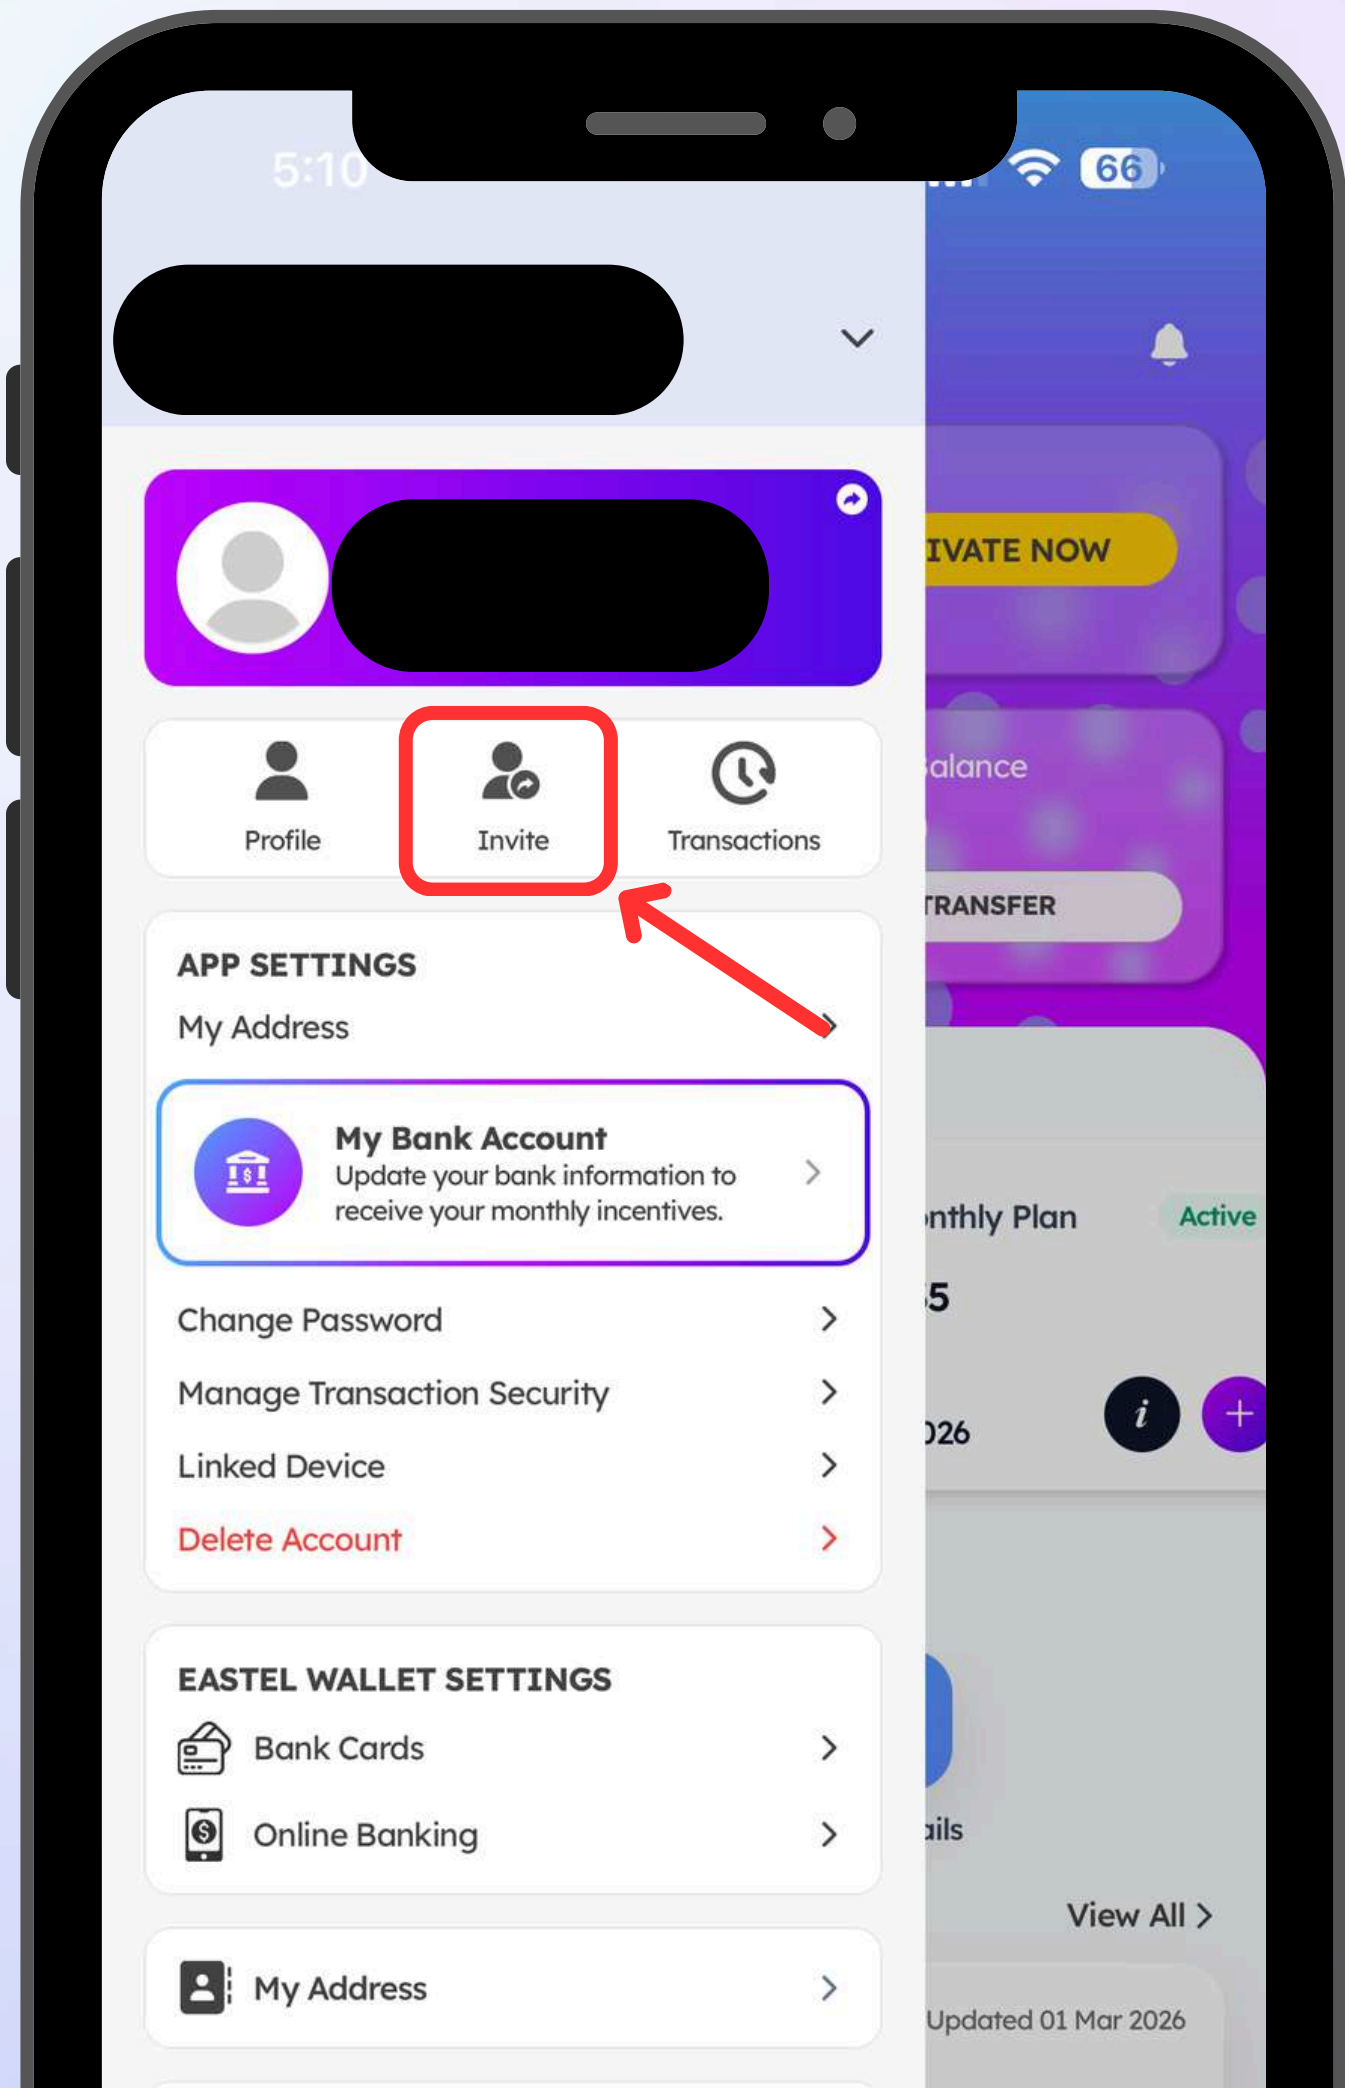 5:10
66
IVATE NOW
Profile
Invite
Transactions
alance
TRANSFER
APP SETTINGS
My Address
My Bank Account
Update your bank information to
receive your monthly incentives.
nthly Plan
Active
5
Change Password
Manage Transaction Security
026
Linked Device
Delete Account
EASTEL WALLET SETTINGS
Bank Cards
Online Banking
ails
View All
My Address
Updated 01 Mar 2026